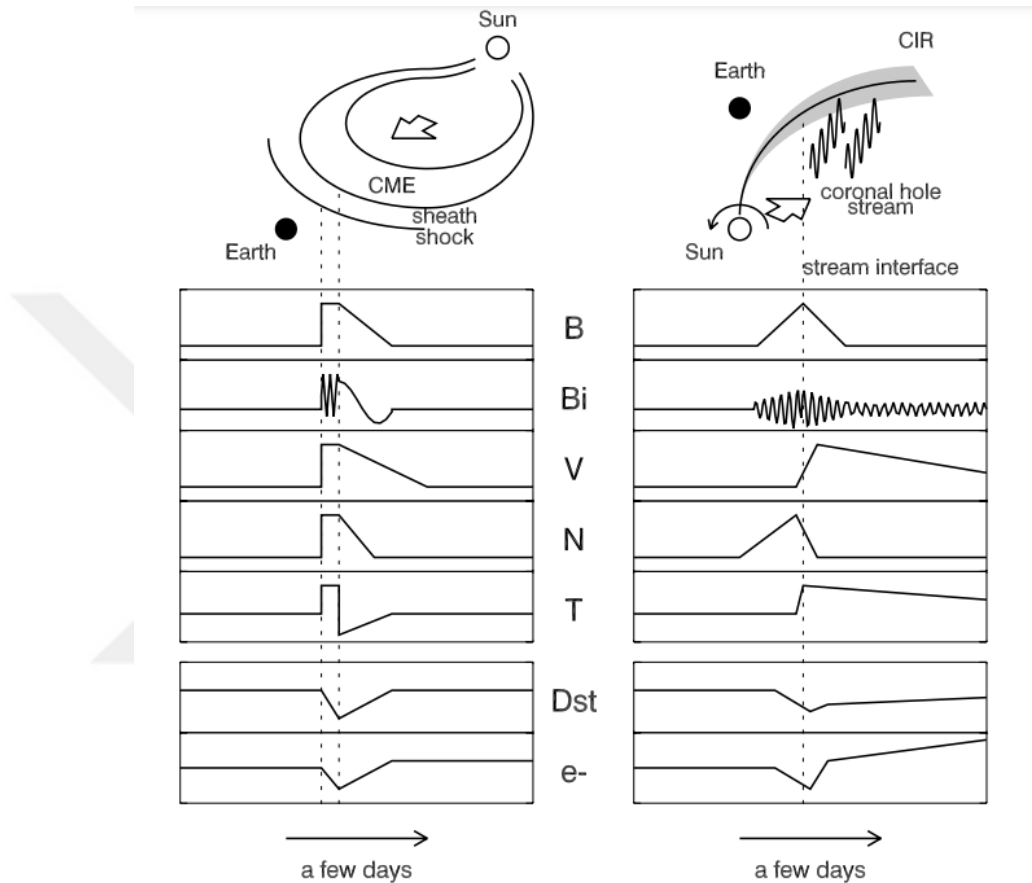 Sun
CME
sheath
shock
Earth
CIR
Earth
coronal hole
stream
Sun
stream interface
B
Bi
V
N
T
Dst
e-
a few days
a few days